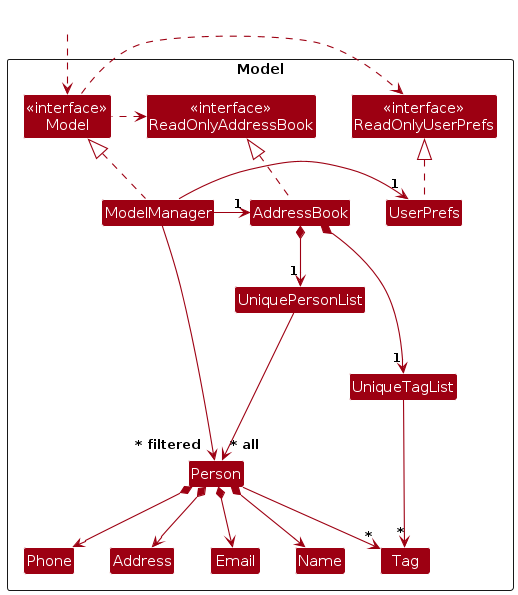 Model
«interface»
Model
«interface»
ReadOnlyAddressBook
«interface»
ReadOnlyUserPrefs
1
1
ModelManager
AddressBook
UserPrefs
1
UniquePersonList
1
UniqueTagList
* filtered
* all
Person
*
*
Phone
Address
Email
Name
Tag